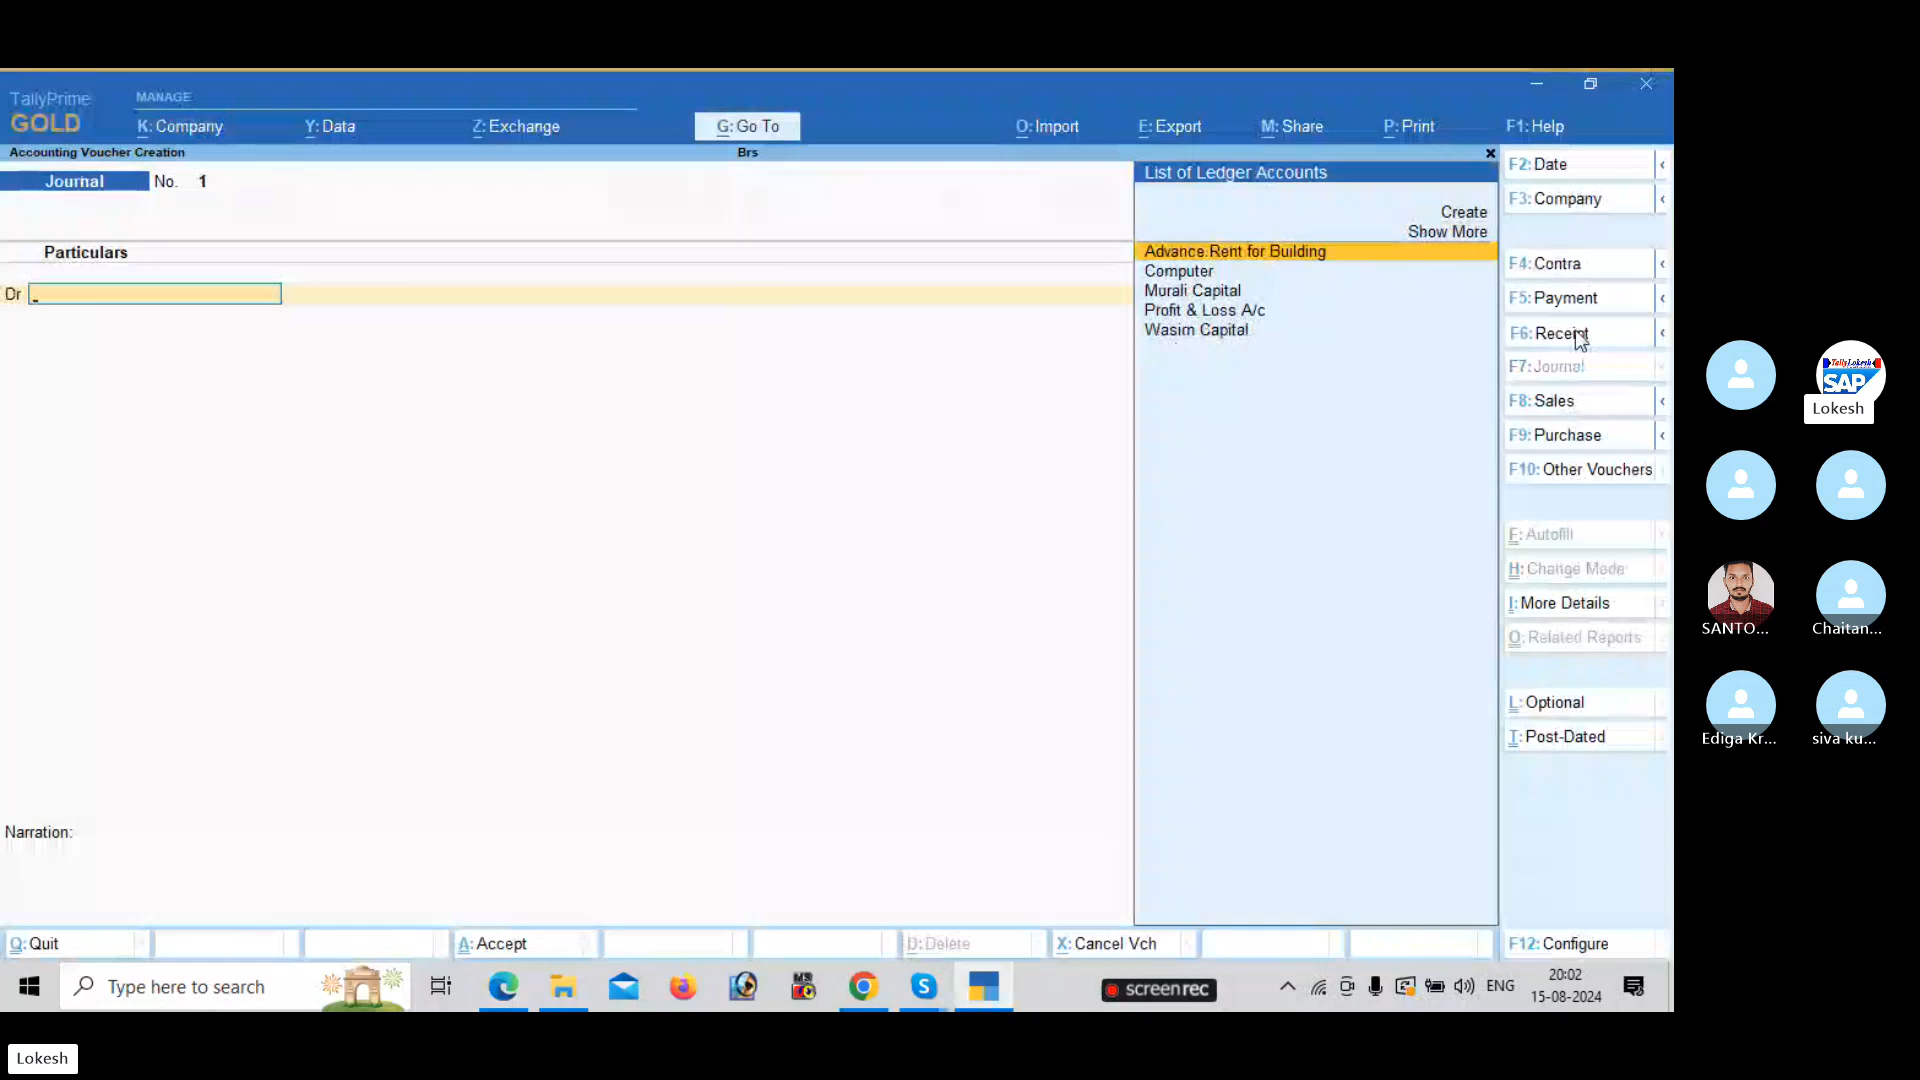 TallyPrime
GOLD
MANAGE
K: Company
Y: Data
Z: Exchange
G: Go To
O: Import
E: Export
M: Share
P: Print
F1: Help
Accounting Voucher Creation
Brs
Journal No. 1
Particulars
Dr
Narration:
List of Ledger Accounts
Create
Show More
Advance Rent for Building
Computer
Murali Capital
Profit & Loss A/c
Wasim Capital
F2: Date
F3: Company
F4: Contra
F5: Payment
F6: Receipt
F7: Journal
F8: Sales
F9: Purchase
F10: Other Vouchers
F: Autofill
H: Change Mode
I: More Details
O: Related Reports
L: Optional
T: Post-Dated
F12: Configure
Q: Quit
A: Accept
D: Delete
X: Cancel Vch
Type here to search
screenrec
ENG
20:02
15-08-2024
SAP
Lokesh
SANTO...
Chaitan...
Ediga Kr...
siva ku...
Lokesh